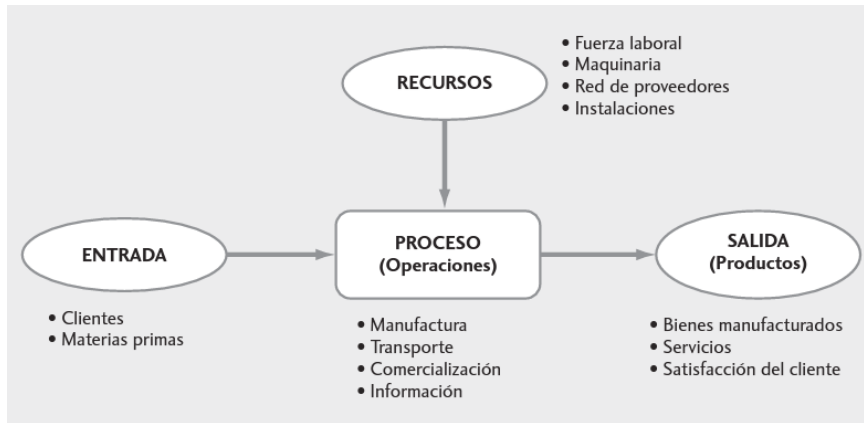 • Fuerza laboral
• Maquinaria
• Red de proveedores
• Instalaciones
RECURSOS
ENTRADA
• Clientes
• Materias primas
PROCESO
(Operaciones)
• Manufactura
• Transporte
• Comercialización
• Información
SALIDA
(Productos)
• Bienes manufacturados
• Servicios
• Satisfacción del cliente